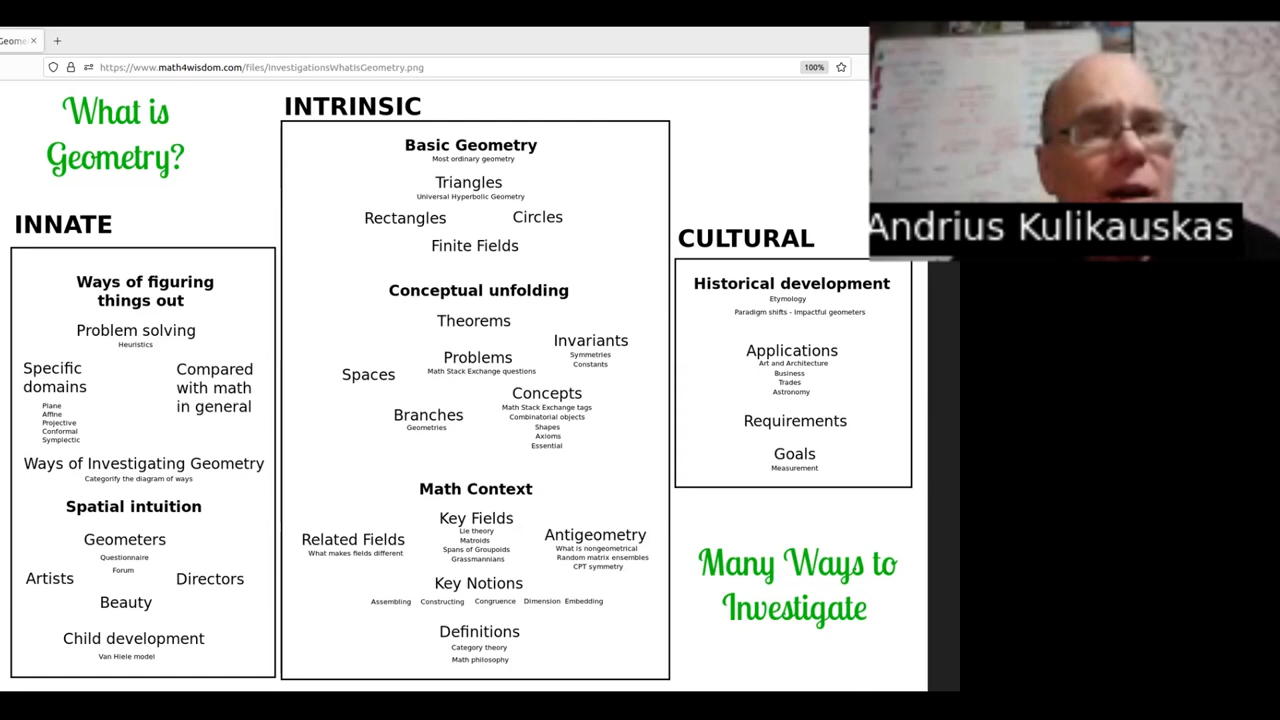 Geome
https://www.math4wisdom.com/files/InvestigationsWhatIsGeometry.png
100%
What is
Geometry?
INNATE
Ways of figuring
things out
Problem solving
Heuristics
Specific
domains
Plane
Affine
Projective
Conformal
Symplectic
Compared
with math
in general
Ways of Investigating Geometry
Categorify the diagram of ways
Spatial intuition
Geometers
Questionnaire
Forum
Artists
Directors
Beauty
Child development
Van Hiele model
INTRINSIC
Basic Geometry
Most ordinary geometry
Triangles
Universal Hyperbolic Geometry
Rectangles
Circles
Finite Fields
Conceptual unfolding
Theorems
Invariants
Symmetries
Constants
Problems
Math Stack Exchange questions
Spaces
Concepts
Math Stack Exchange tags
Combinatorial objects
Shapes
Axioms
Essential
Branches
Geometries
Math Context
Key Fields
Lie theory
Matroids
Spans of Groupoids
Grassmannians
Related Fields
What makes fields different
Antigeometry
What is nongeometrical
Random matrix ensembles
CPT symmetry
Key Notions
Assembling Constructing Congruence Dimension Embedding
Definitions
Category theory
Math philosophy
CULTURAL
Historical development
Etymology
Paradigm shifts - Impactful geometers
Applications
Art and Architecture
Business
Trades
Astronomy
Requirements
Goals
Measurement
Many Ways to
Investigate
Andrius Kulikauskas